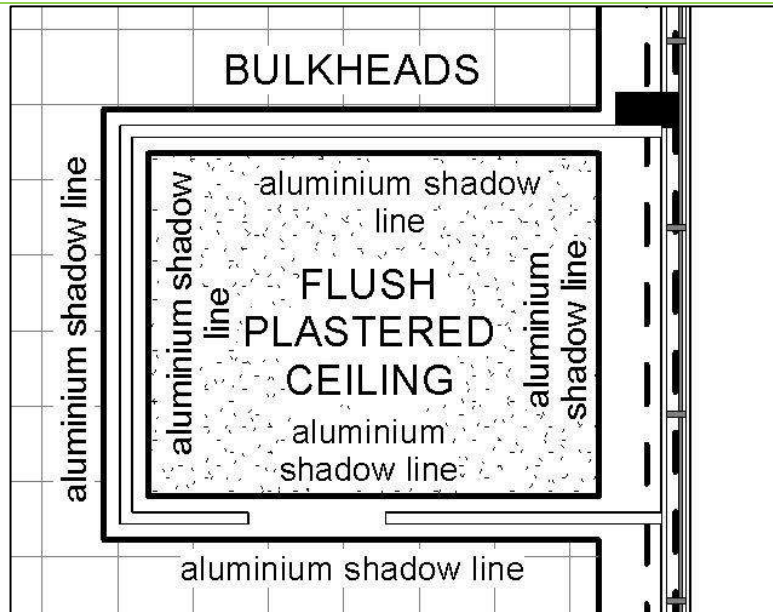 BULKHEADS
aluminium shadow line
aluminium shadow
line
aluminium shadow
line
FLUSH
PLASTERED
CEILING
aluminium
shadow line
aluminium
shadow line
aluminium shadow line